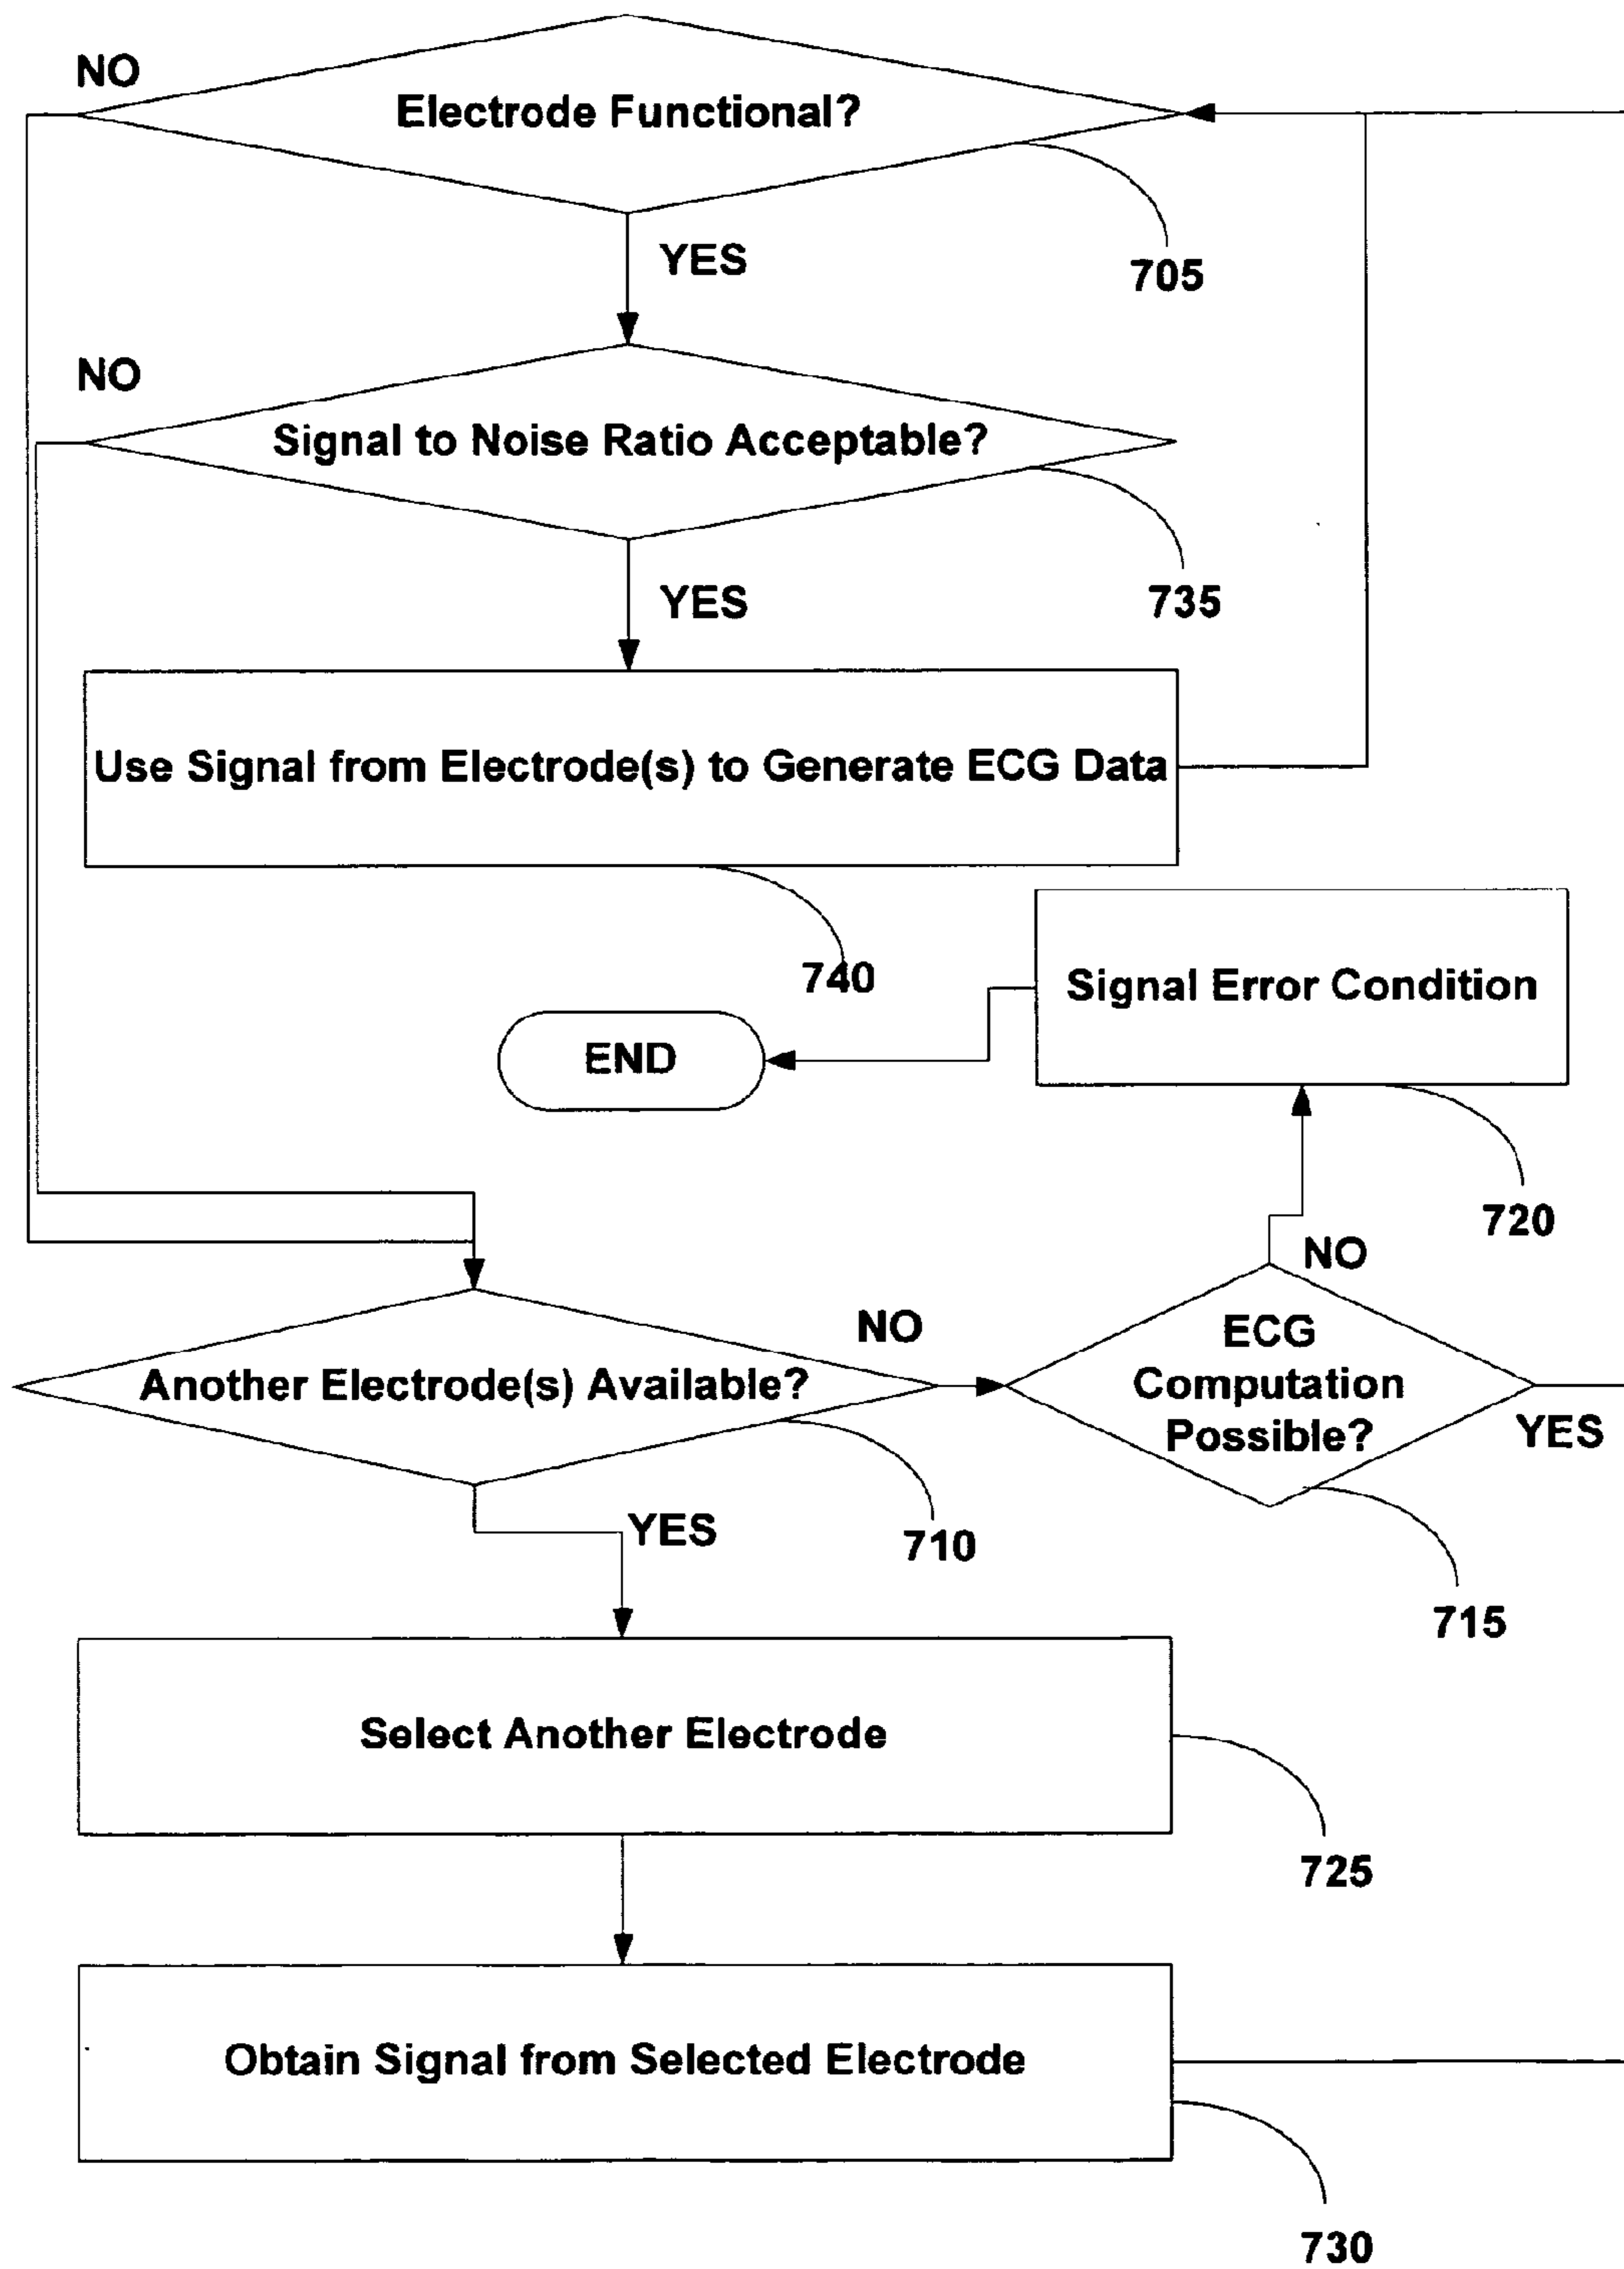 NO
Electrode Functional?
YES
705
NO
Signal to Noise Ratio Acceptable?
YES
735
Use Signal from Electrode(s) to Generate ECG Data
740
Signal Error Condition
END
720
NO
NO
ECG
Another Electrode(s) Available?
Computation
Possible?
YES
YES
710
715
Select Another Electrode
725
Obtain Signal from Selected Electrode
730